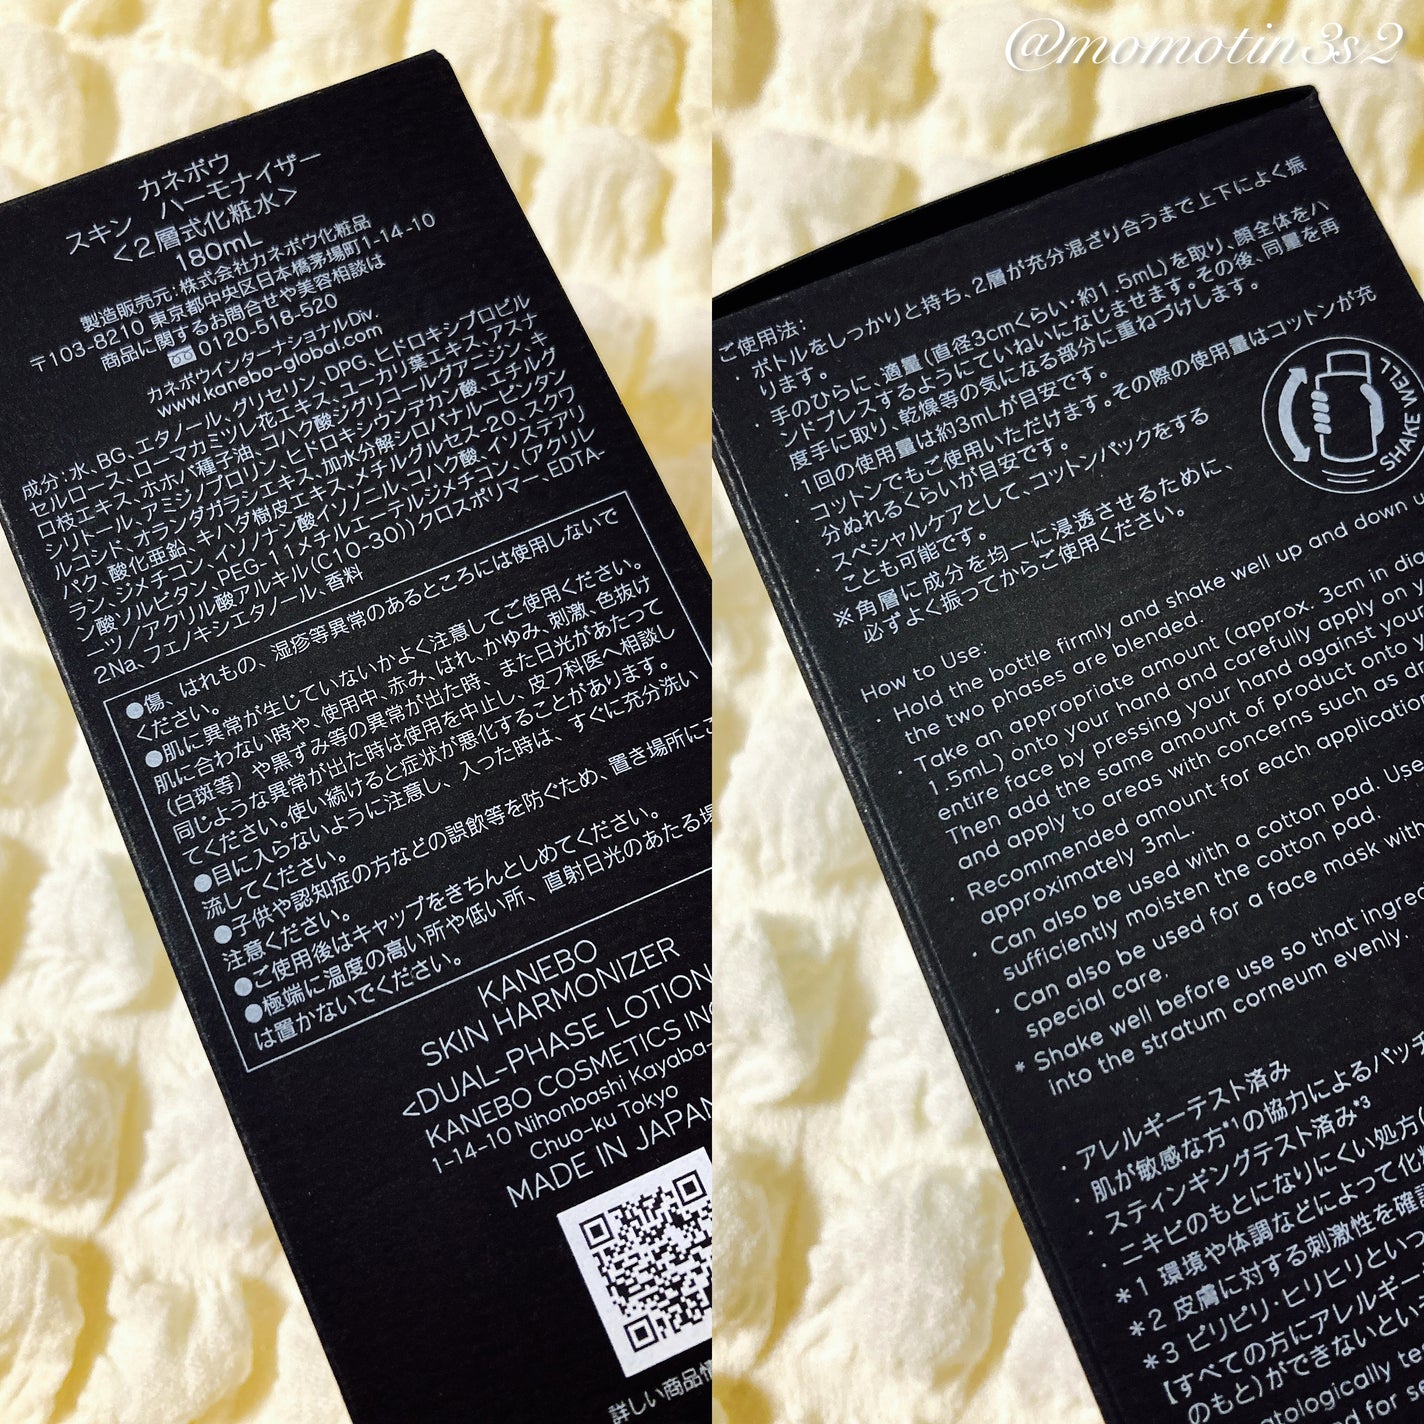 カネボウ
スキン ハーモナイザー
<2層式化粧水>
180mL
製造販売元:株式会社カネボウ化粧品
〒103-8210 東京都中央区日本橋茅場町1-14-10
商品に関するお問合せや美容相談は
0120-518-520
カネボウインターナショナルDiv.
www.kanebo-global.com
成分:水、BG、エタノール、グリセリン、DPG、ヒドロキシプロピル
セルロース、ローマカミツレ花エキス、ユーカリ葉エキス、アスナ
ロ枝エキス、ホホバ種子油、コハク酸ジグリコールグアニジン、キ
シリトール、アミノプロリン、ヒドロキシウンデカン酸、エチルグ
ルコシド、オランダガラシエキス、加水分解シロバナルーピンタン
パク、酸化亜鉛、キハダ樹皮エキス、メチルグルセス-20、スクワ
ラン、ジメチコン、イソノナン酸イソノニル、コハク酸、イソステアリ
ン酸ソルビタン、PEG-11メチルエーテルジメチコン、(アクリル
ーツ/アクリル酸アルキル(C10-30))クロスポリマー、EDTA-
2Na、フェノキシエタノール、香料
●傷、はれもの、湿疹等異常のあるところには使用しないで
ください。
●肌に異常が生じていないかよく注意してご使用ください。
肌に合わない時や、使用中、赤み、はれ、かゆみ、刺激、色抜け
(白斑等)や黒ずみ等の異常が出た時、また日光があたって
同じような異常が出た時は使用を中止し、皮フ科医へ相談し
てください。使い続けると症状が悪化することがあります。
●目に入らないように注意し、入った時は、すぐに充分洗い
流してください。
●子供や認知症の方などの誤飲等を防ぐため、置き場所にご
注意ください。
●ご使用後はキャップをきちんとしめてください。
●極端に温度の高い所や低い所、直射日光のあたる場
は置かないでください。
KANEBO
SKIN HARMONIZER
<DUAL-PHASE LOTION
KANEBO COSMETICS INC
1-14-10 Nihonbashi Kayaba-
Chuo-ku Tokyo
MADE IN JAPAN
詳しい商品情
@momotin3s2
ご使用法:
・ボトルをしっかりと持ち、2層が充分混ざり合うまで上下によく振
ります。
・手のひらに、適量(直径3cmくらい・約1.5mL)を取り、顔全体をハ
ンドプレスするようにていねいになじませます。その後、同量を再
度手に取り、乾燥等の気になる部分に重ねづけします。
・1回の使用量は約3mLが目安です。
・コットンでもご使用いただけます。その際の使用量はコットンが充
分ぬれるくらいが目安です。
・スペシャルケアとして、コットンパックをする
ことも可能です。
※角層に成分を均一に浸透させるために、
必ずよく振ってからご使用ください。
SHAKE WELL
How to Use:
・Hold the bottle firmly and shake well up and down
the two phases are blended.
・Take an appropriate amount (approx. 3cm in dia
1.5mL) onto your hand and carefully apply on
entire face by pressing your hand against your
Then add the same amount of product onto
and apply to areas with concerns such as
・Recommended amount for each application
approximately 3mL.
・Can also be used with a cotton pad. Use
sufficiently moisten the cotton pad.
・Can also be used for a face mask with
special care.
* Shake well before use so that ingre
into the stratum corneum evenly.
・アレルギーテスト済み
・肌が敏感な方*1の協力によるパッチ
・スティンギングテスト済み*3
・ニキビのもとになりにくい処方
*1 環境や体調などによって化粧
*2 皮膚に対する刺激性を確認
*3 ピリピリ・ヒリヒリといっ
【すべての方にアレルギー
のもと)ができないとい
atologically te
d for se